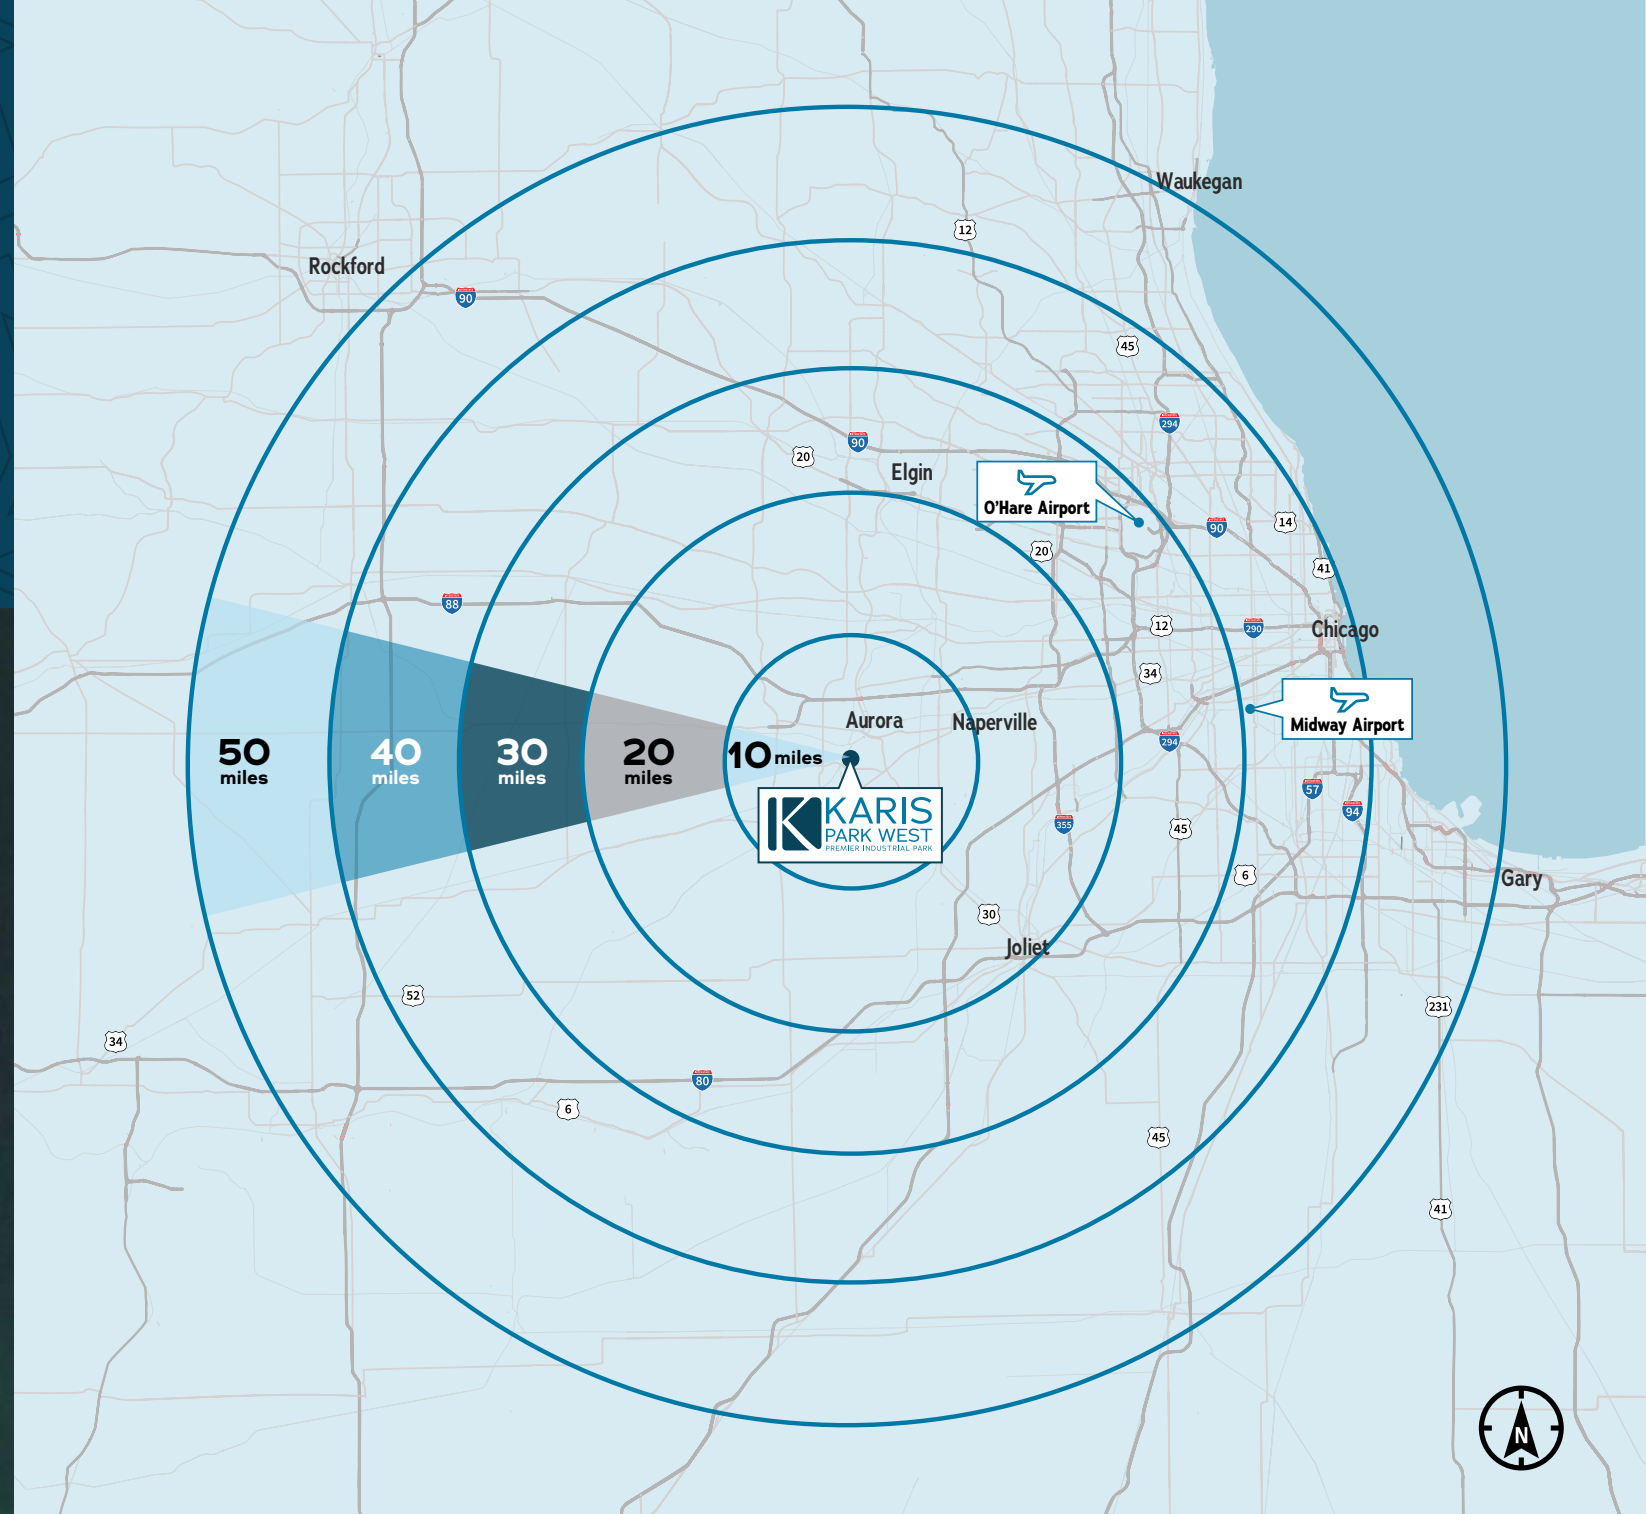 Waukegan
12
Rockford
90
45
294
90
20
Elgin
O'Hare Airport
90
14
20
41
88
12
290
Chicago
34
Midway Airport
Aurora
Naperville
294
50
miles
40
miles
30
miles
20
miles
10 miles
57
94
KARIS
PARK WEST
PREMIER INDUSTRIAL PARK
355
45
6
Gary
30
Joliet
52
231
34
80
6
45
41
N